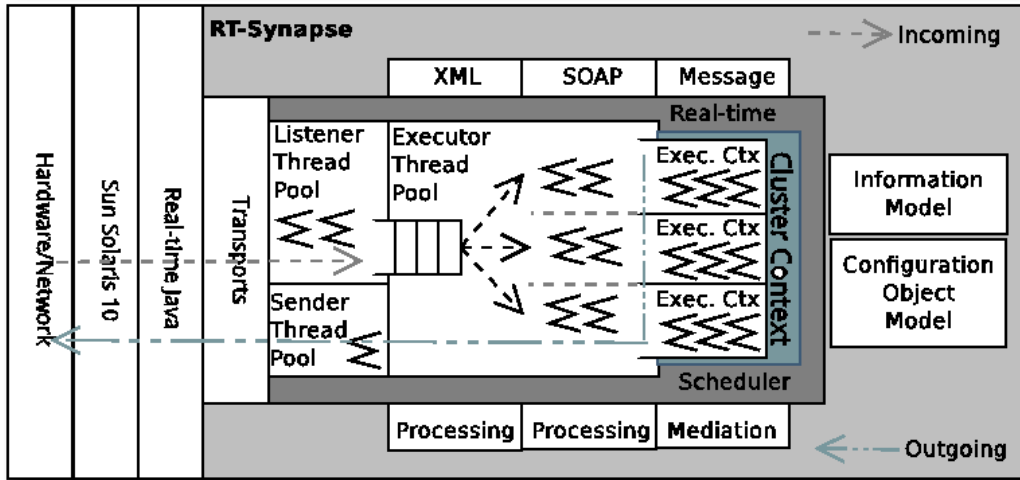 RT-Synapse
Incoming
XML
SOAP
Message
Real-time
Listener
Thread
Pool
Executor
Thread
Pool
Exec. Ctx
Exec. Ctx
Exec. Ctx
Cluster Context
Hardware/Network
Sun Solaris 10
Real-time Java
Transports
Sender
Thread
Pool
Information
Model
Configuration
Object
Model
Scheduler
Processing
Processing
Mediation
Outgoing